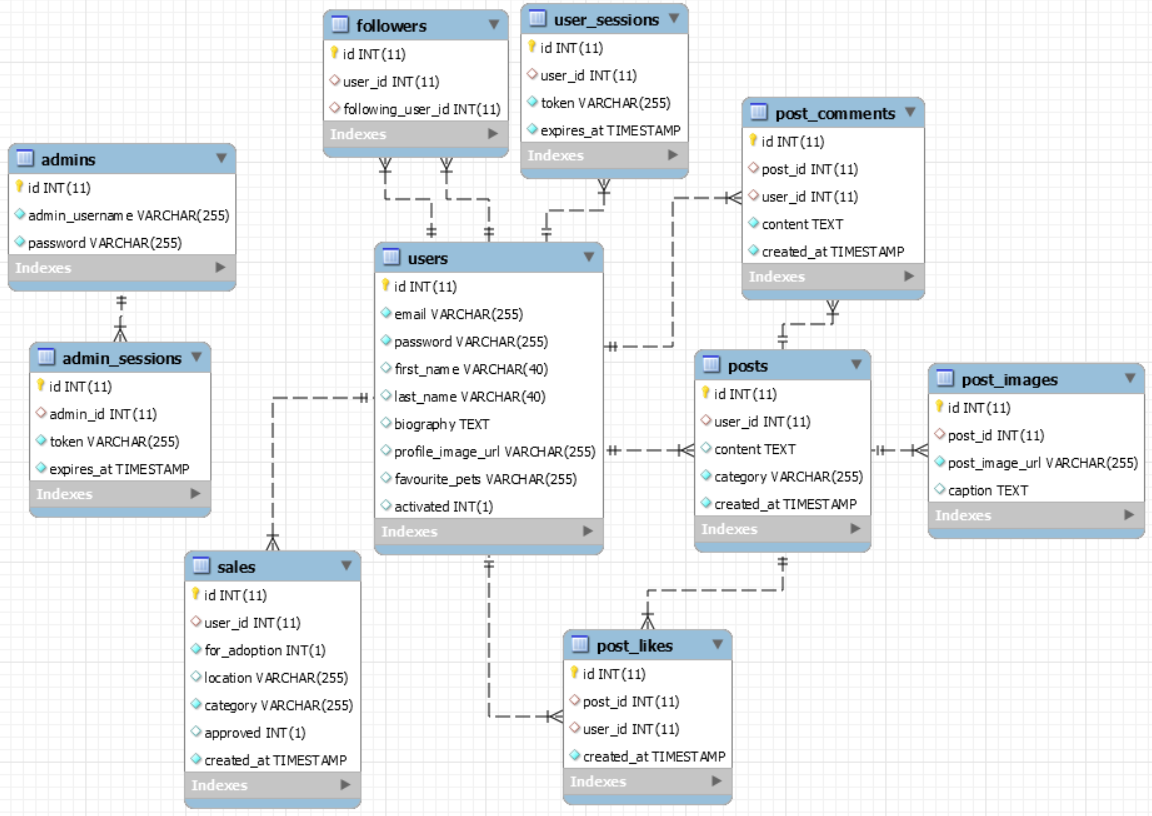 followers
id INT(11)
user_id INT(11)
following_user_id INT(11)
Indexes
user_sessions
id INT(11)
user_id INT(11)
token VARCHAR(255)
expires_at TIMESTAMP
Indexes
post_comments
id INT(11)
post_id INT(11)
user_id INT(11)
content TEXT
created_at TIMESTAMP
Indexes
admins
id INT(11)
admin_username VARCHAR(255)
password VARCHAR(255)
Indexes
users
id INT(11)
email VARCHAR(255)
password VARCHAR(255)
first_name VARCHAR(40)
last_name VARCHAR(40)
biography TEXT
profile_image_url VARCHAR(255)
favourite_pets VARCHAR(255)
activated INT(1)
Indexes
admin_sessions
id INT(11)
admin_id INT(11)
token VARCHAR(255)
expires_at TIMESTAMP
Indexes
posts
id INT(11)
user_id INT(11)
content TEXT
category VARCHAR(255)
created_at TIMESTAMP
Indexes
post_images
id INT(11)
post_id INT(11)
post_image_url VARCHAR(255)
caption TEXT
Indexes
sales
id INT(11)
user_id INT(11)
for_adoption INT(1)
location VARCHAR(255)
category VARCHAR(255)
approved INT(1)
created_at TIMESTAMP
Indexes
post_likes
id INT(11)
post_id INT(11)
user_id INT(11)
created_at TIMESTAMP
Indexes